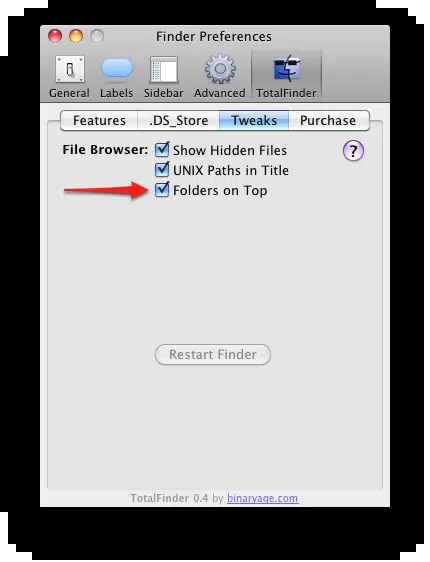 Finder Preferences
General Labels Sidebar Advanced TotalFinder
Features .DS_Store Tweaks Purchase
File Browser: Show Hidden Files ?
UNIX Paths in Title
Folders on Top
Restart Finder
TotalFinder 0.4 by binaryage.com